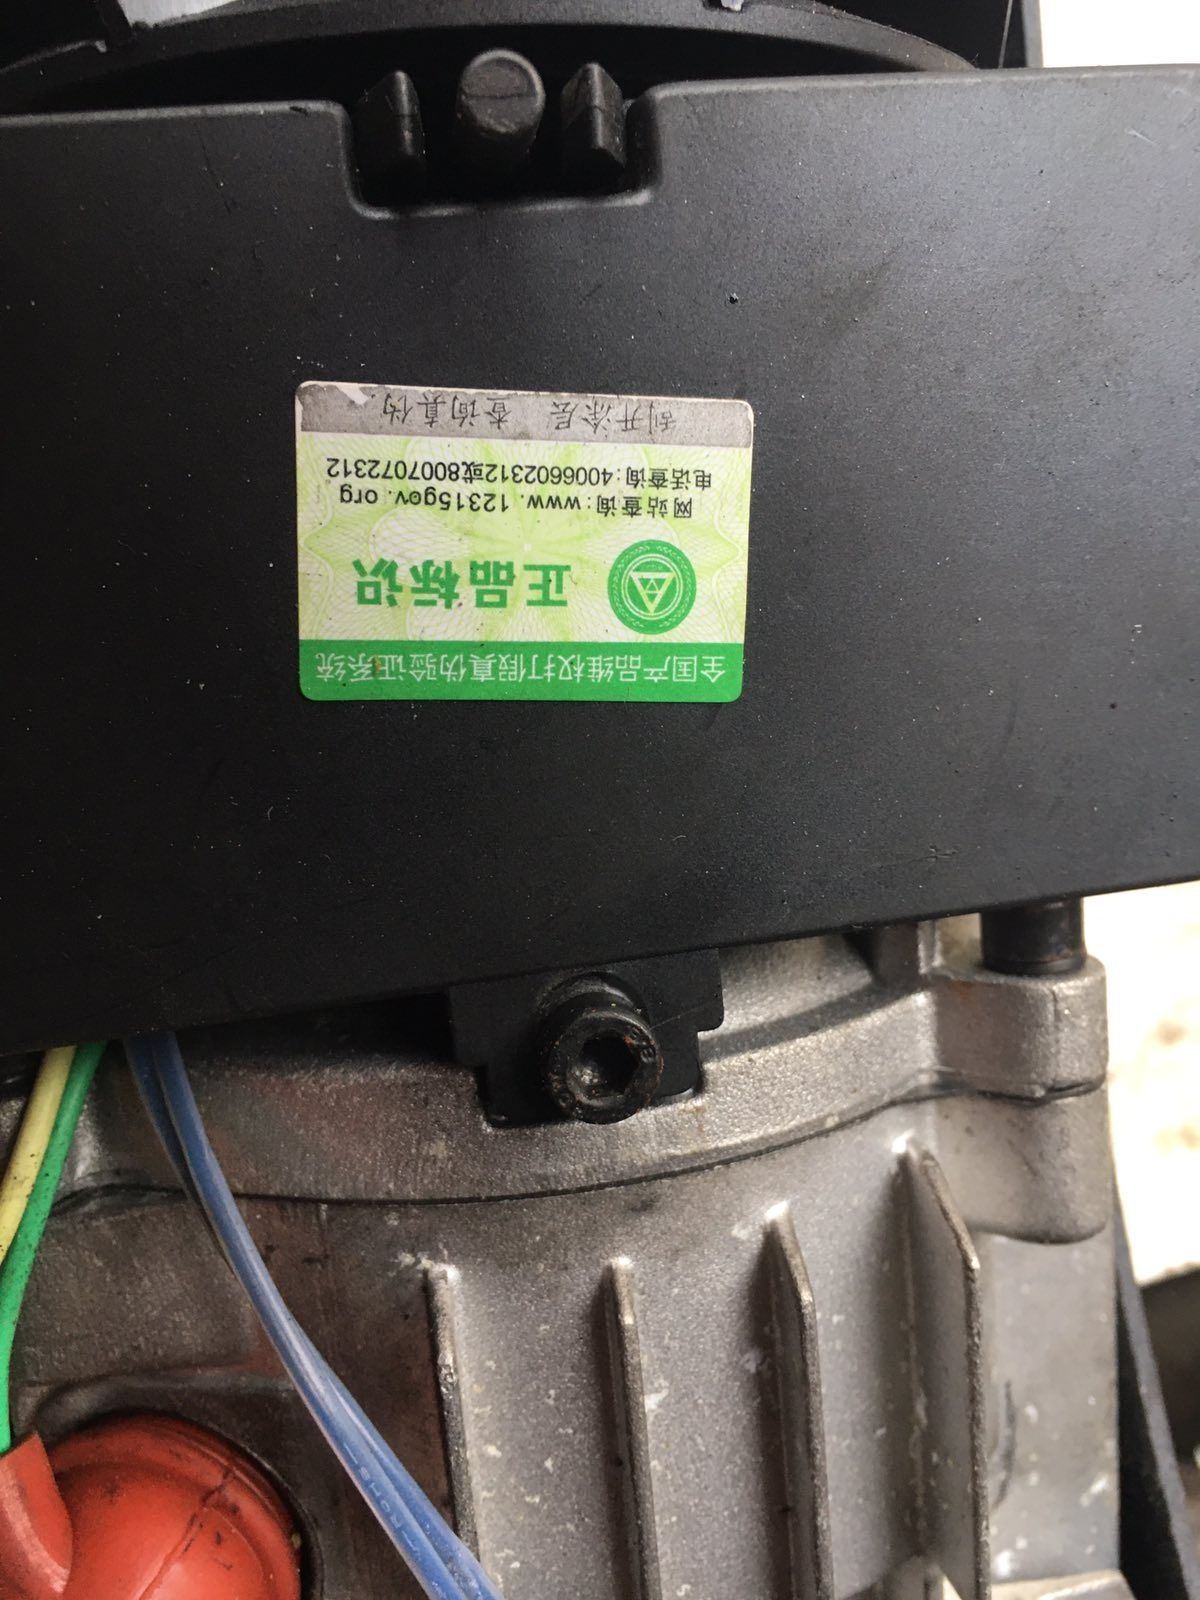 全国产品维权打假真伪验证系统
正品标识
网站查询:www.12315gov.org
电话查询:4006602312或8007072312
刮开涂层 查询真伪
ROHS